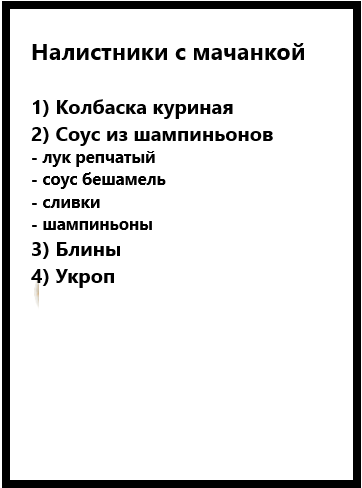 Налистники с мачанкой
1) Колбаска куриная
2) Соус из шампиньонов
- лук репчатый
- соус бешамель
- сливки
- шампиньоны
3) Блины
4) Укроп